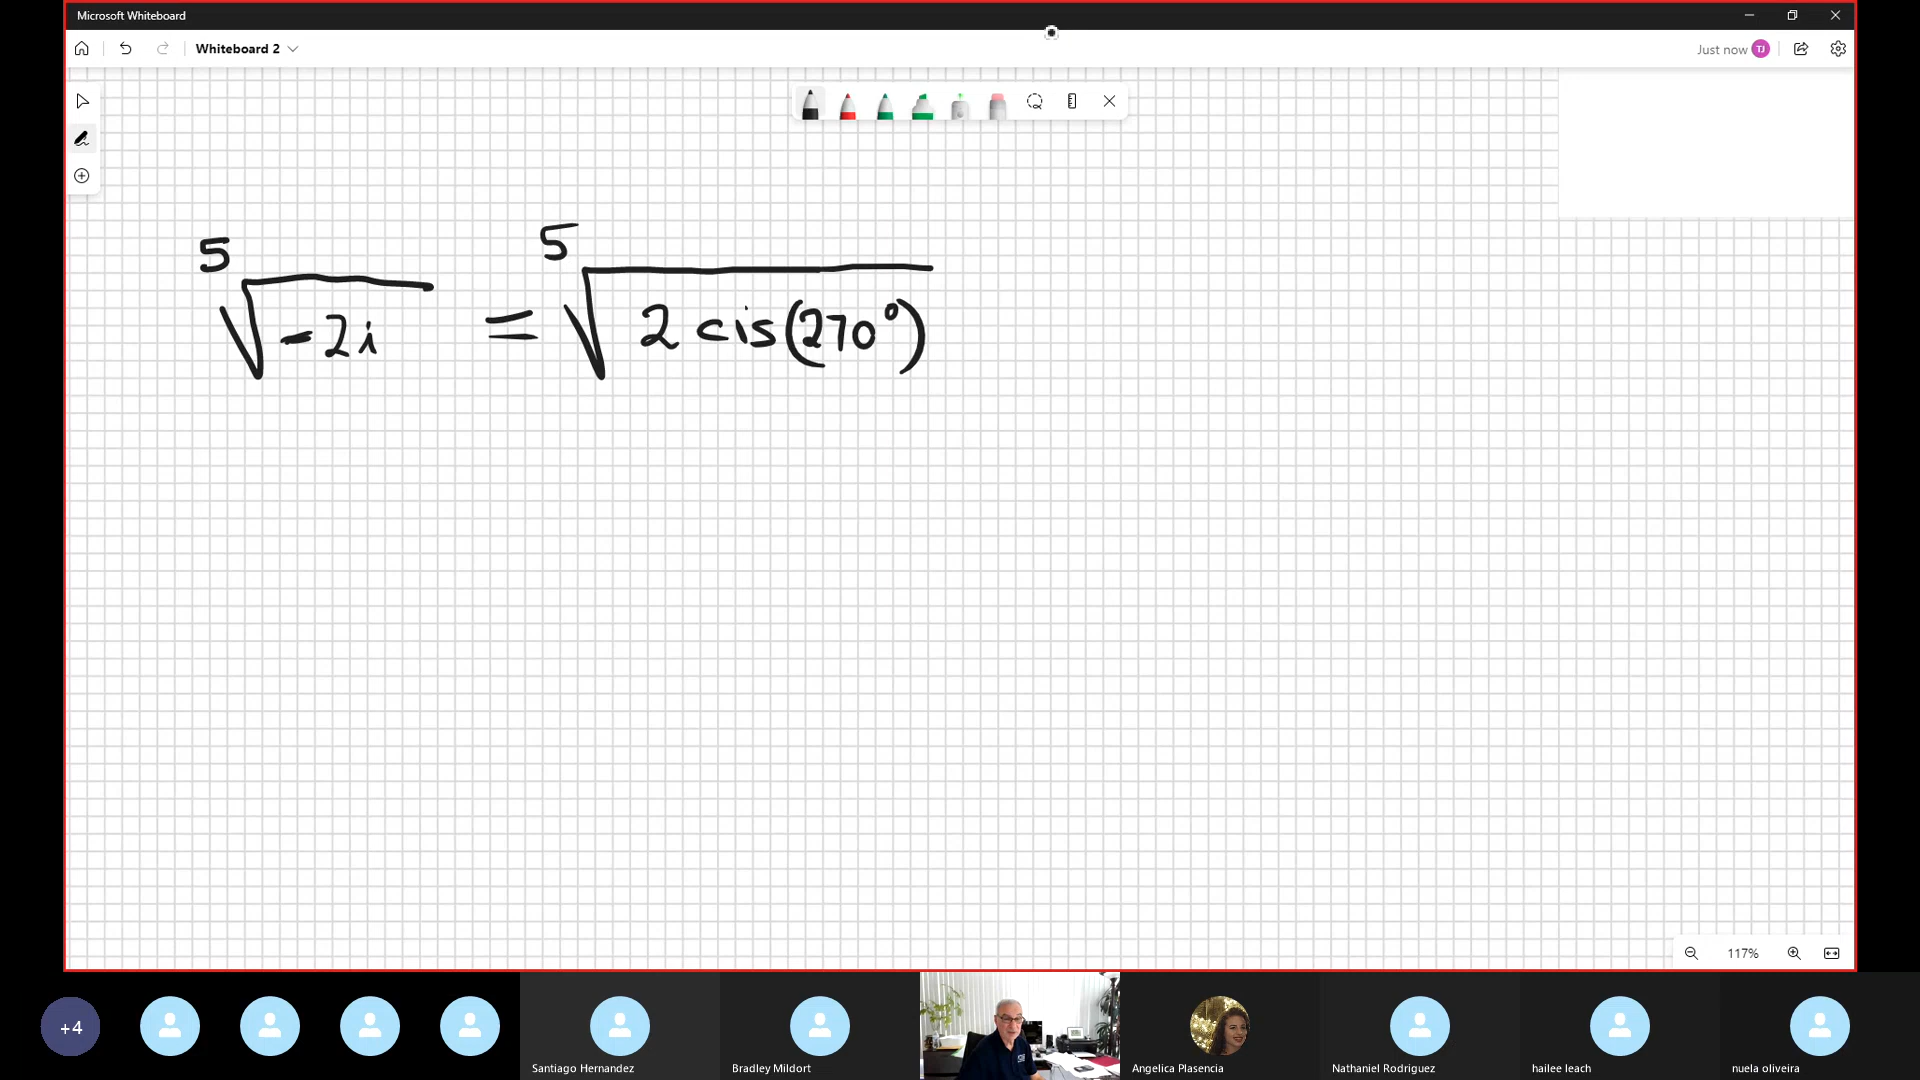 Microsoft Whiteboard
Whiteboard 2
Just now TJ
5√-2i = 5√2 cis(270°)
117%
+4
Santiago Hernandez
Bradley Mildort
Angelica Plasencia
Nathaniel Rodriguez
hailee leach
nuela oliveira